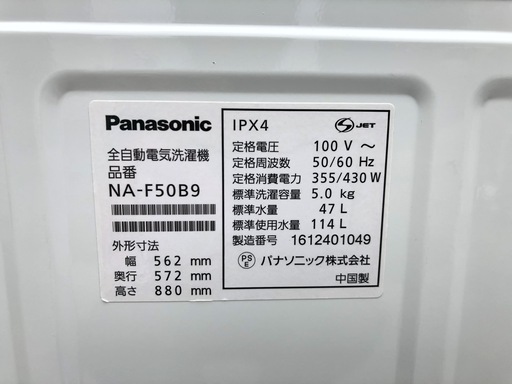 Panasonic
全自動電気洗濯機
品番
NA-F50B9
外形寸法
幅 562 mm
奥行 572 mm
高さ 880 mm
IPX4
S JET
定格電圧 100 V ～
定格周波数 50/60 Hz
定格消費電力 355/430 W
標準洗濯容量 5.0 kg
標準水量 47 L
標準使用水量 114 L
製造番号 1612401049
PSE パナソニック株式会社
中国製